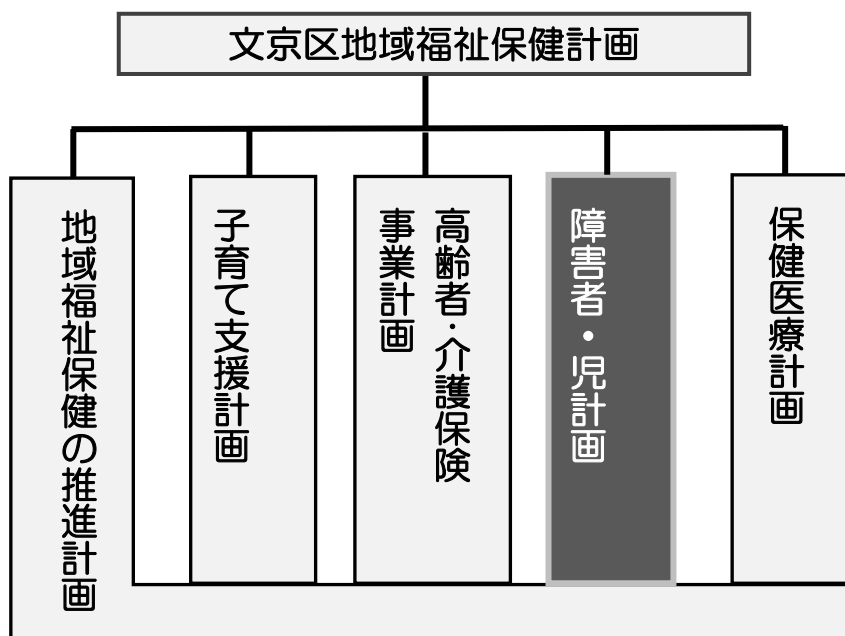 文京区地域福祉保健計画
地域福祉保健の推進計画
子育て支援計画
高齢者・介護保険
事業計画
障害者・児計画
保健医療計画